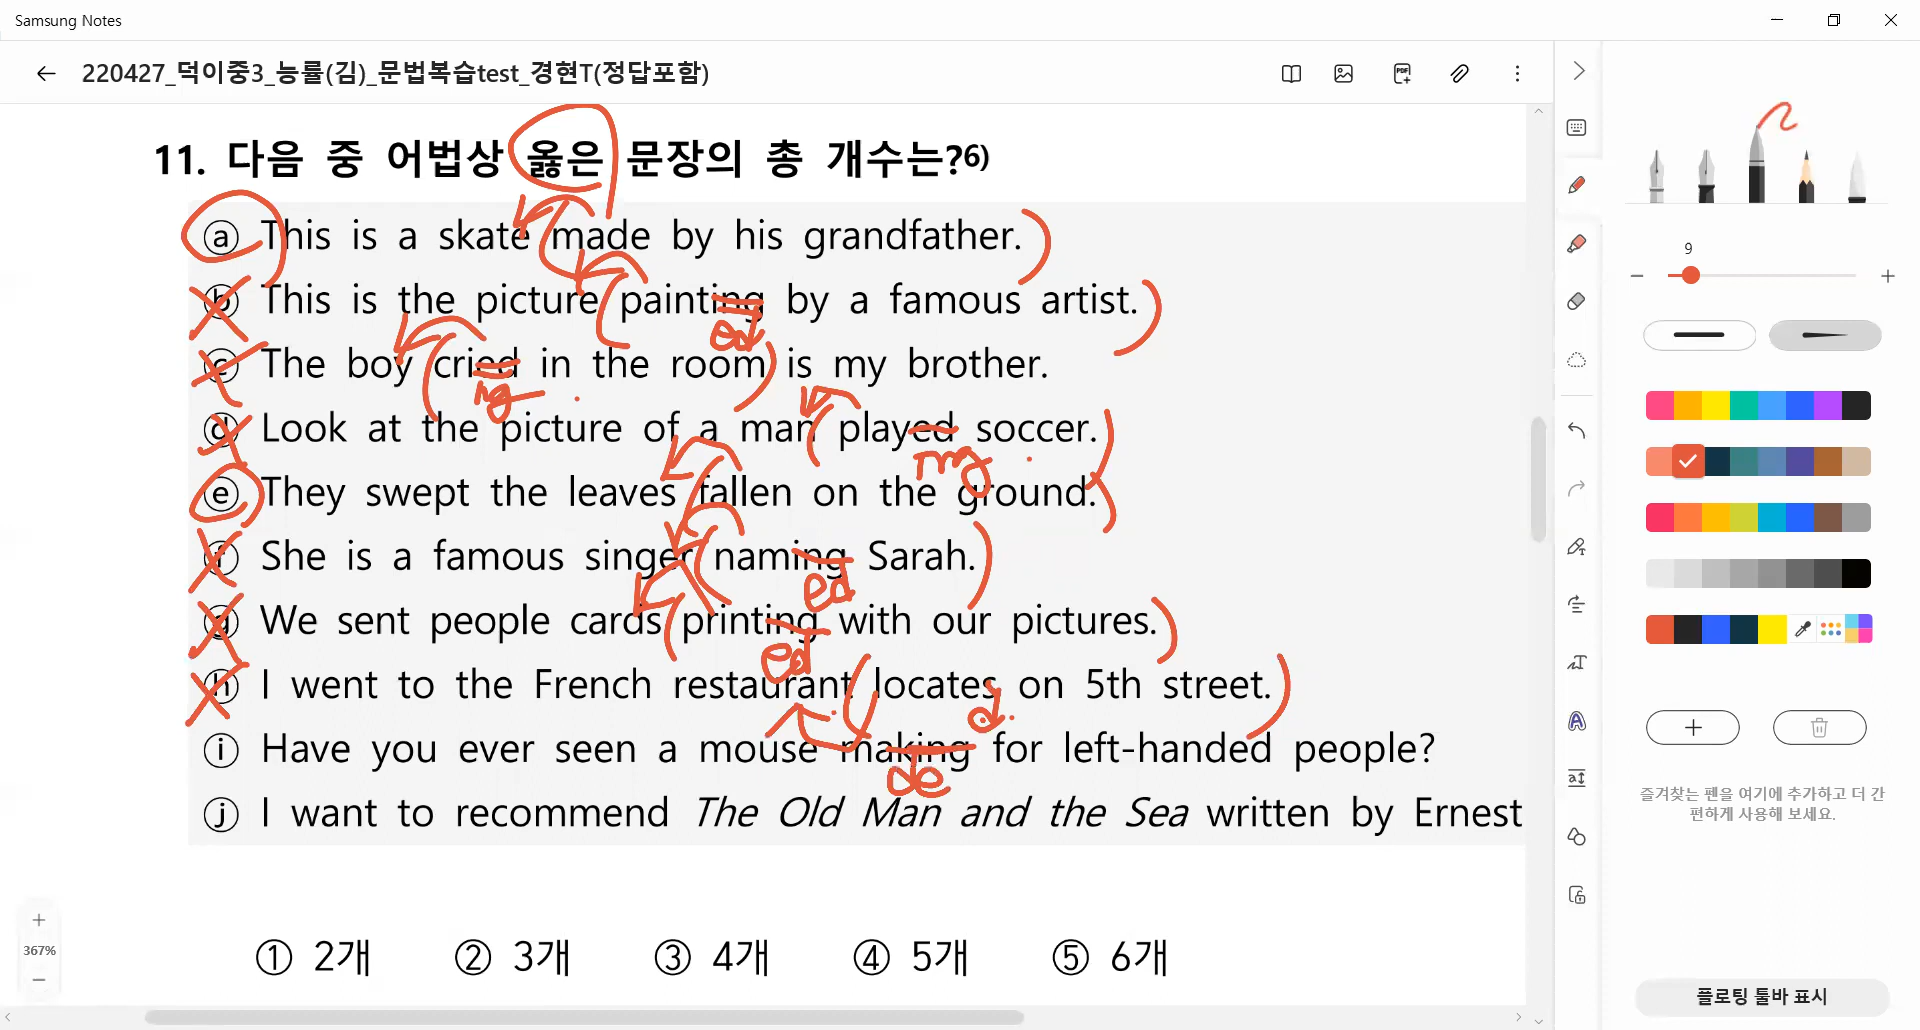 Samsung Notes
220427_덕이중3_능률(김)_문법복습test_경현T(정답포함)
11. 다음 중 어법상 옳은 문장의 총 개수는?6)
ⓐ This is a skate made by his grandfather.
ⓑ This is the picture painting by a famous artist.
ed
ⓒ The boy cried in the room is my brother.
ing
ⓓ Look at the picture of a man played soccer.
ing
ⓔ They swept the leaves fallen on the ground.
ⓕ She is a famous singer naming Sarah.
ed
ⓖ We sent people cards printing with our pictures.
ed
ⓗ I went to the French restaurant locates on 5th street.
d
ⓘ Have you ever seen a mouse making for left-handed people?
de
ⓙ I want to recommend The Old Man and the Sea written by Ernest
① 2개 ② 3개 ③ 4개 ④ 5개 ⑤ 6개
367%
PDF
9
즐겨찾는 펜을 여기에 추가하고 더 간
편하게 사용해 보세요.
플로팅 툴바 표시